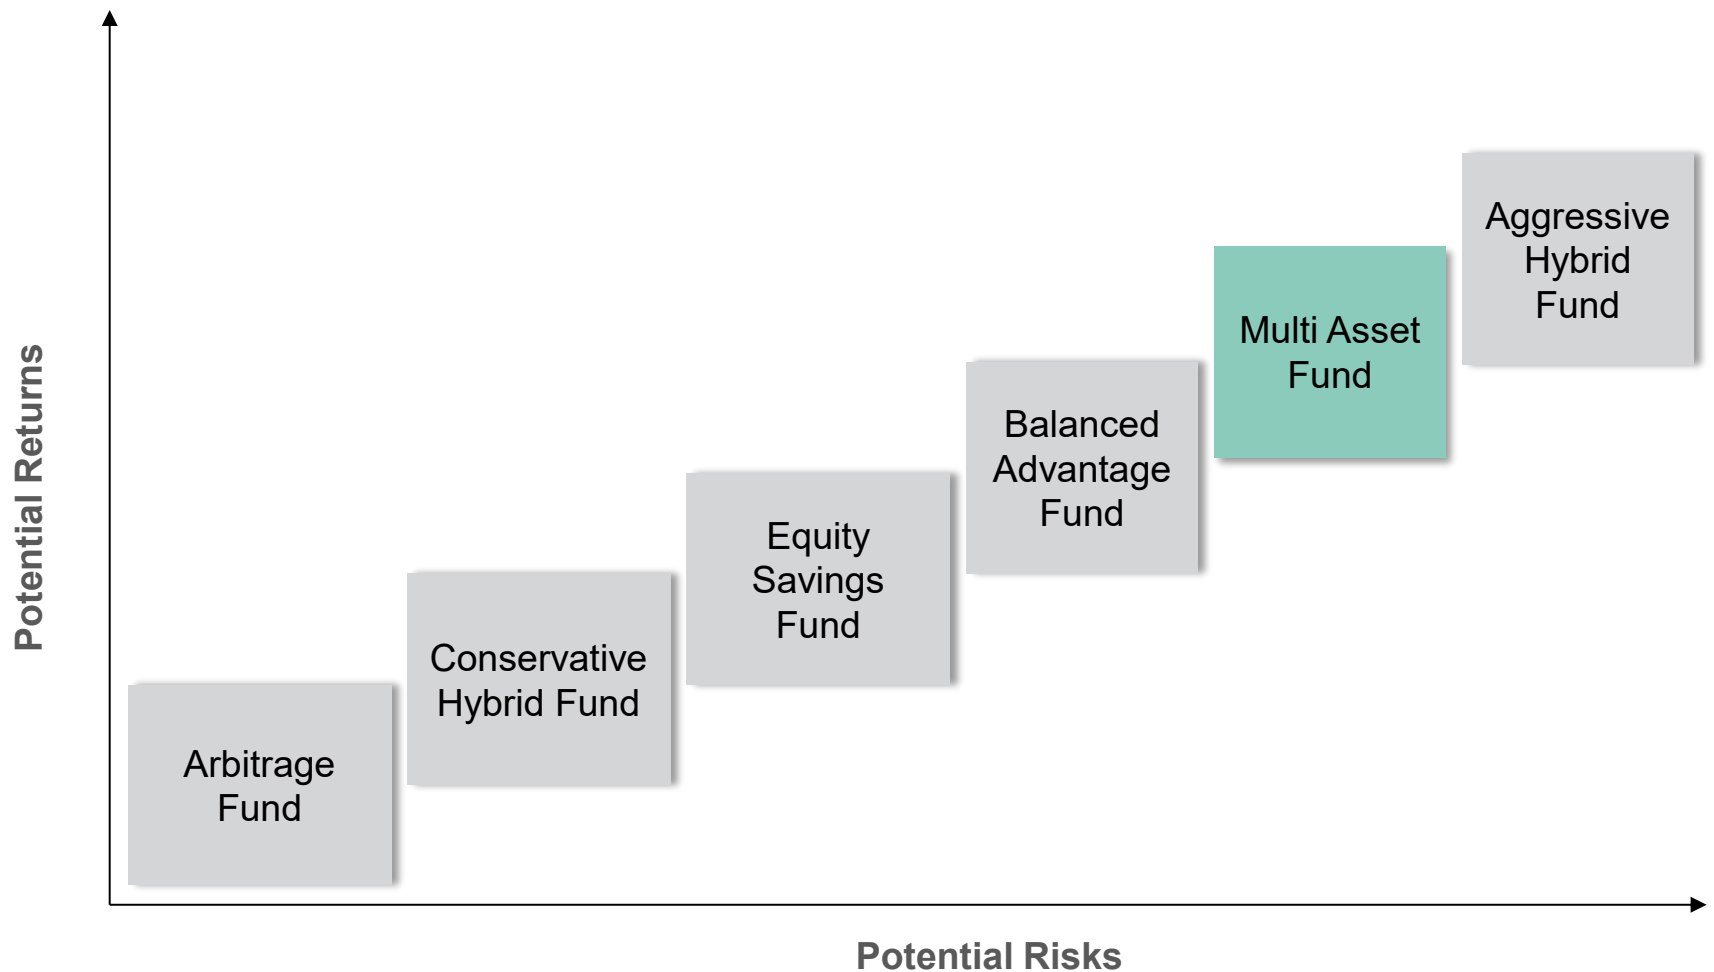 Aggressive
Hybrid
Fund
Multi Asset
Fund
Balanced
Advantage
Fund
Equity
Savings
Fund
Conservative
Hybrid Fund
Arbitrage
Fund
Potential Returns
Potential Risks